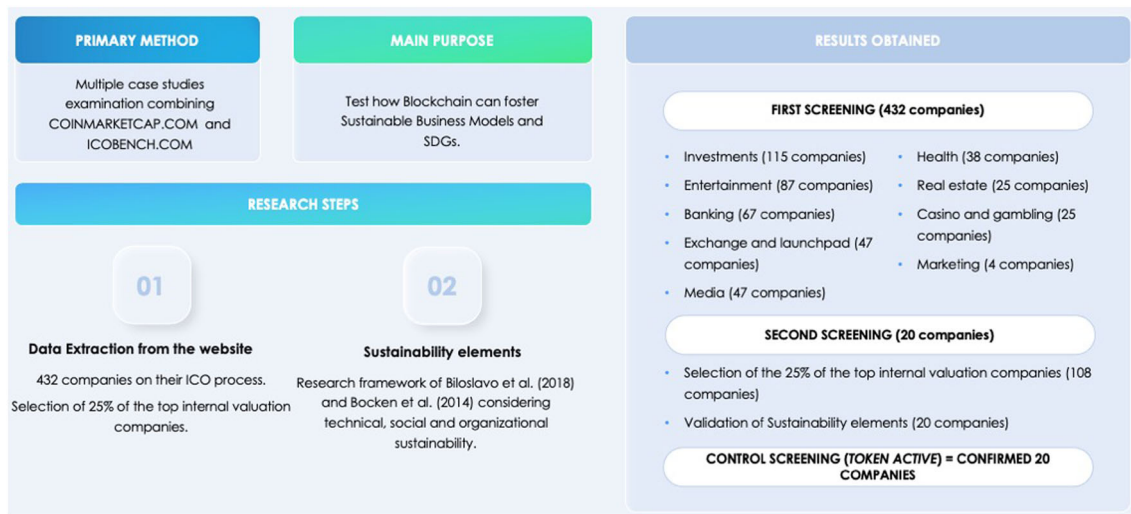 PRIMARY METHOD
Multiple case studies
examination combining
COINMARKETCAP.COM and
ICOBENCH.COM
MAIN PURPOSE
Test how Blockchain can foster
Sustainable Business Models and
SDGs.
RESEARCH STEPS
01
Data Extraction from the website
432 companies on their ICO process.
Selection of 25% of the top internal valuation
companies.
02
Sustainability elements
Research framework of Biloslavo et al. (2018)
and Bocken et al. (2014) considering
technical, social and organizational
sustainability.
RESULTS OBTAINED
FIRST SCREENING (432 companies)
• Investments (115 companies)
• Entertainment (87 companies)
• Banking (67 companies)
• Exchange and launchpad (47
companies)
• Media (47 companies)
• Health (38 companies)
• Real estate (25 companies)
• Casino and gambling (25
companies)
• Marketing (4 companies)
SECOND SCREENING (20 companies)
• Selection of the 25% of the top internal valuation companies (108
companies)
• Validation of Sustainability elements (20 companies)
CONTROL SCREENING (TOKEN ACTIVE) = CONFIRMED 20
COMPANIES